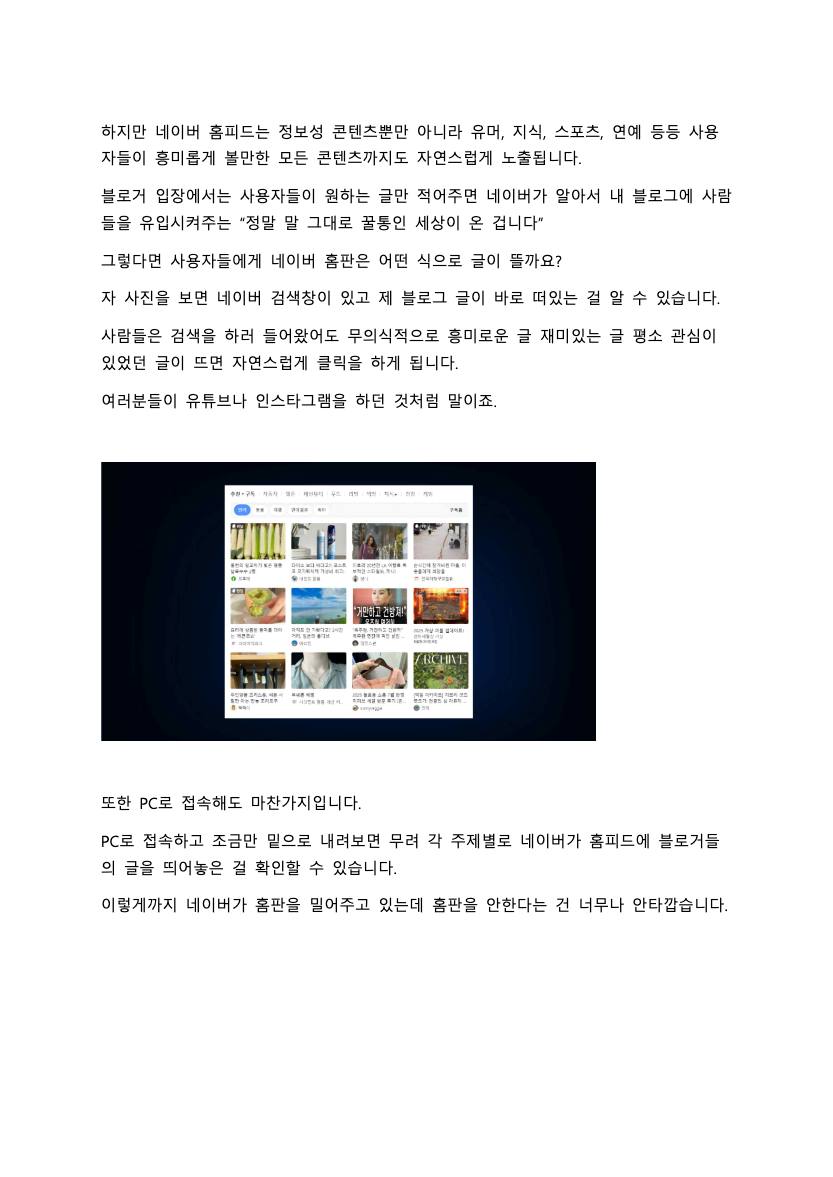 하지만 네이버 홈피드는 정보성 콘텐츠뿐만 아니라 유머, 지식, 스포츠, 연예 등등 사용
자들이 흥미롭게 볼만한 모든 콘텐츠까지도 자연스럽게 노출됩니다.
블로거 입장에서는 사용자들이 원하는 글만 적어주면 네이버가 알아서 내 블로그에 사람
들을 유입시켜주는 “정말 말 그대로 꿀통인 세상이 온 겁니다”
그렇다면 사용자들에게 네이버 홈판은 어떤 식으로 글이 뜰까요?
자 사진을 보면 네이버 검색창이 있고 제 블로그 글이 바로 떠있는 걸 알 수 있습니다.
사람들은 검색을 하러 들어왔어도 무의식적으로 흥미로운 글 재미있는 글 평소 관심이
있었던 글이 뜨면 자연스럽게 클릭을 하게 됩니다.
여러분들이 유튜브나 인스타그램을 하던 것처럼 말이죠.
추천•구독
구독홈
"거만하고 건방져!"
ARCHIVE
또한 PC로 접속해도 마찬가지입니다.
PC로 접속하고 조금만 밑으로 내려보면 무려 각 주제별로 네이버가 홈피드에 블로거들
의 글을 띄어놓은 걸 확인할 수 있습니다.
이렇게까지 네이버가 홈판을 밀어주고 있는데 홈판을 안한다는 건 너무나 안타깝습니다.